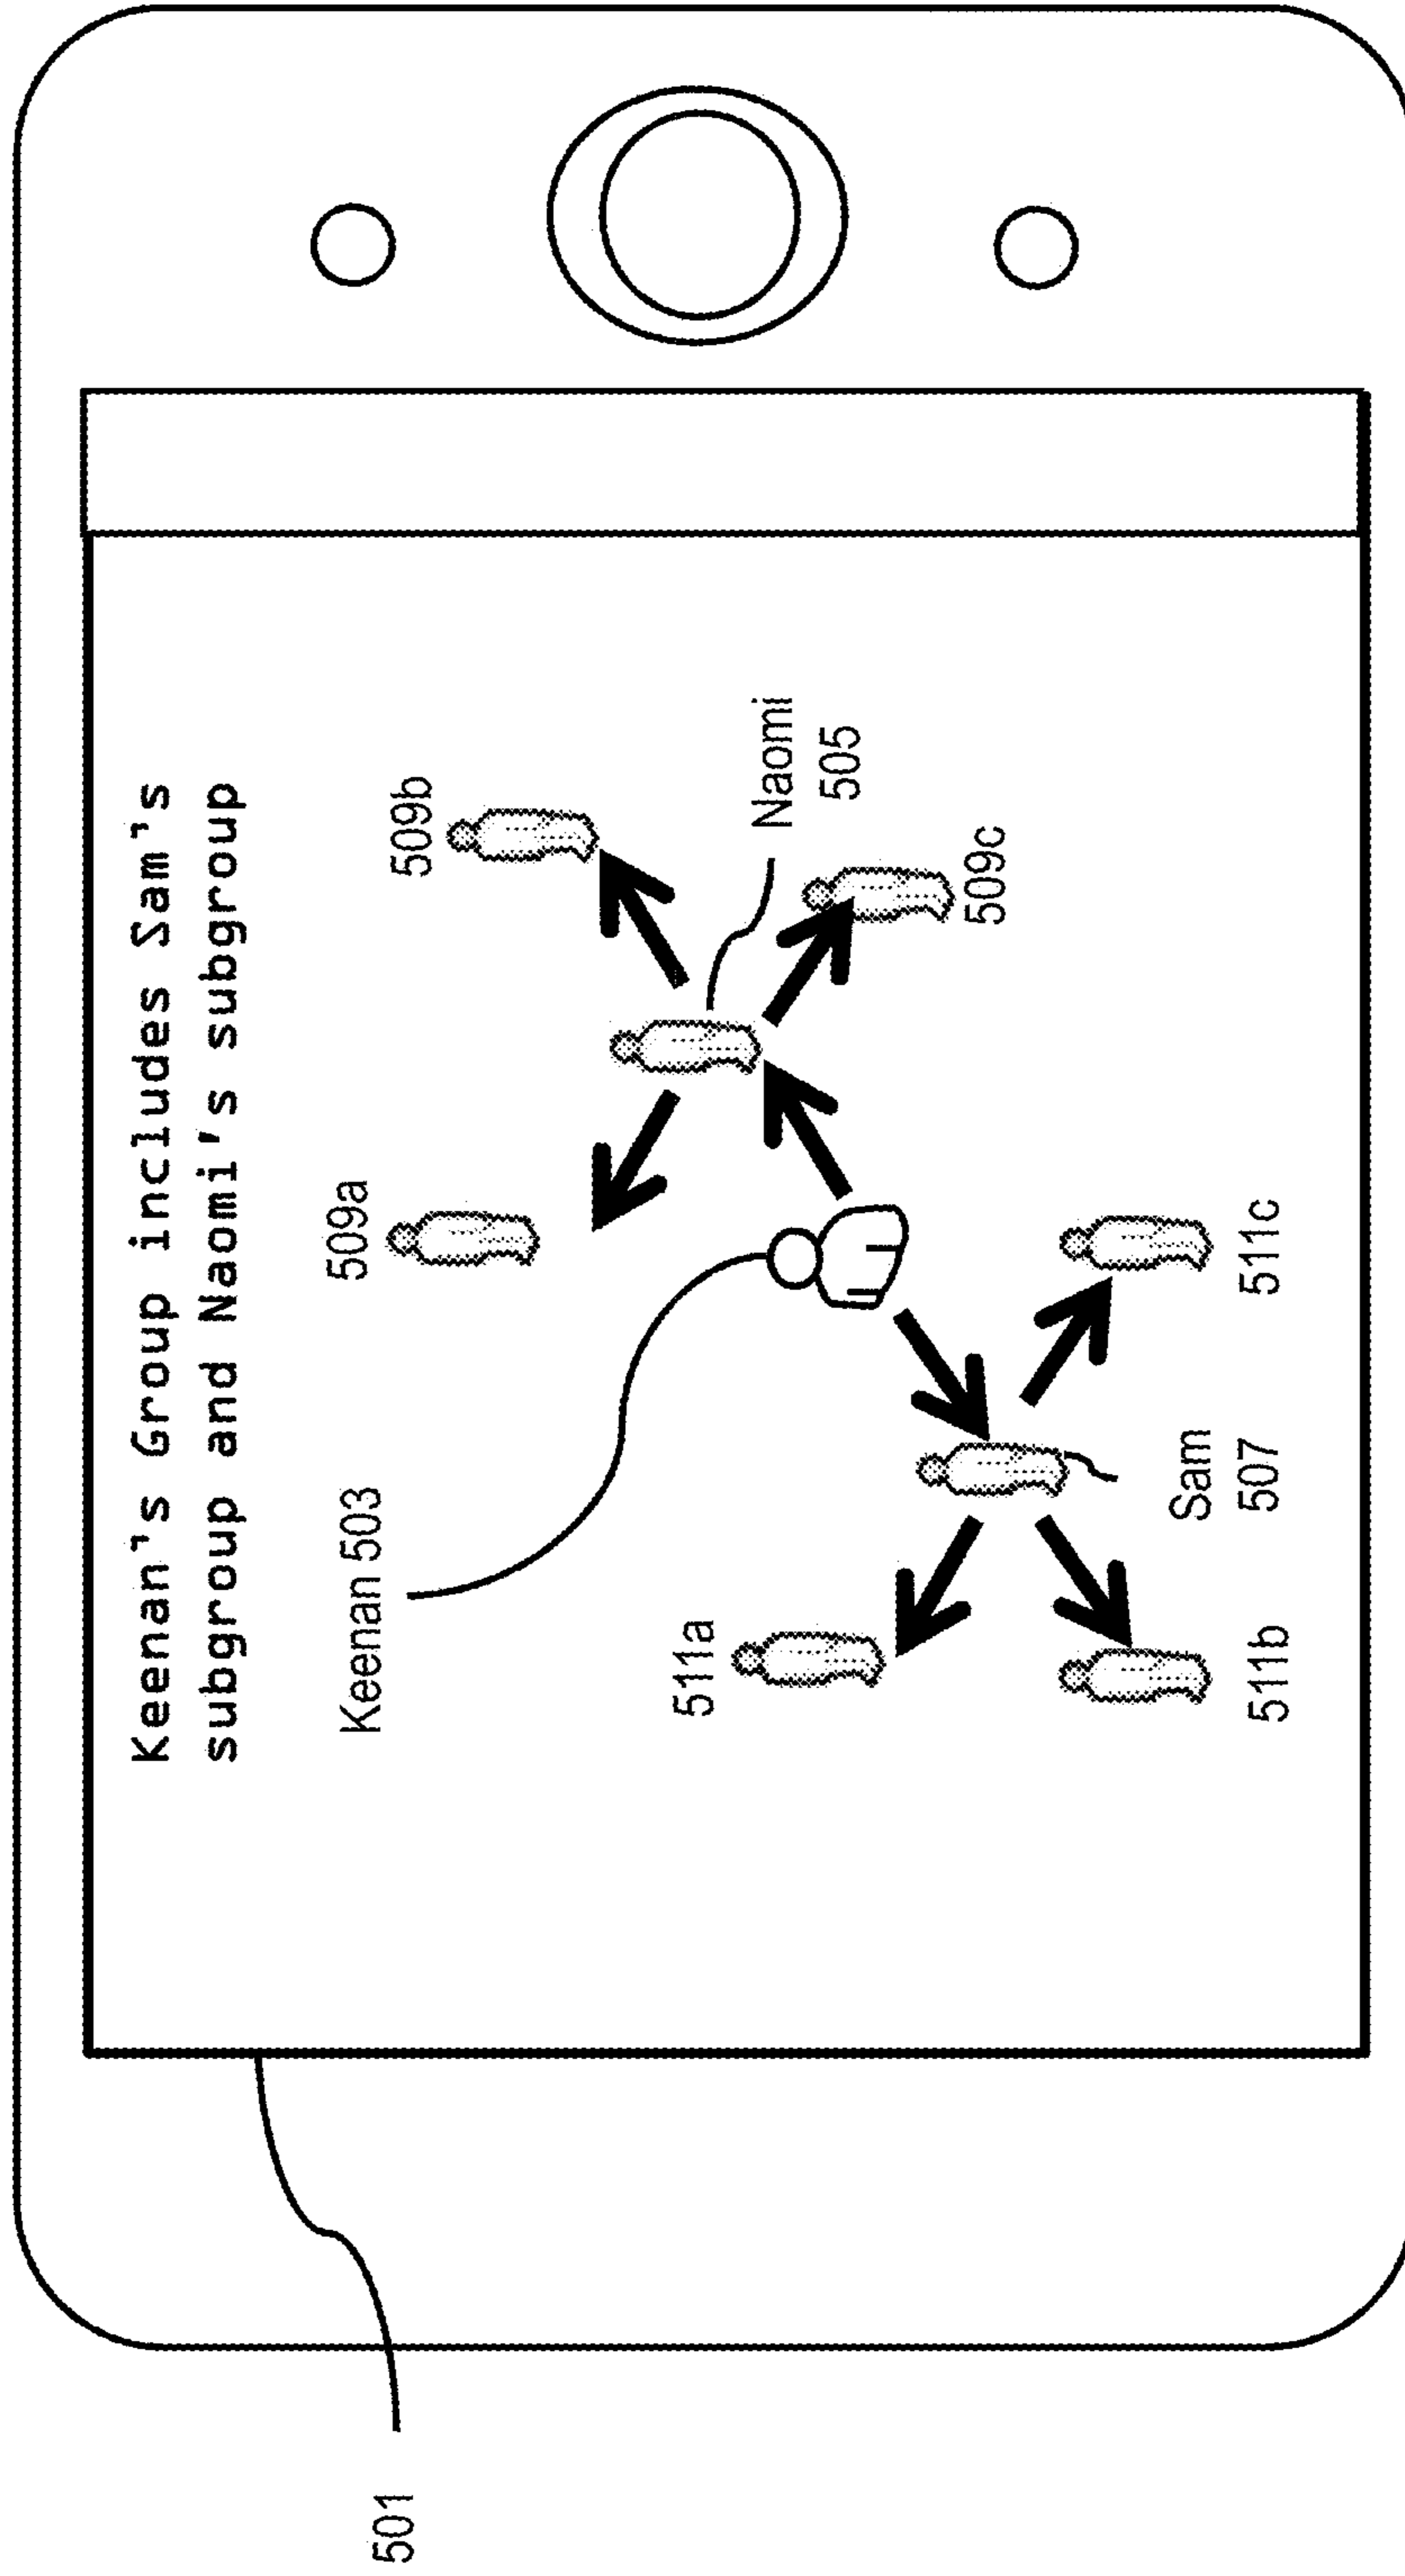 Keenan's Group includes Sam's
subgroup and Naomi's subgroup
509a
509b
Keenan 503
Naomi
505
509c
511a
Sam
507
511b
511c
501